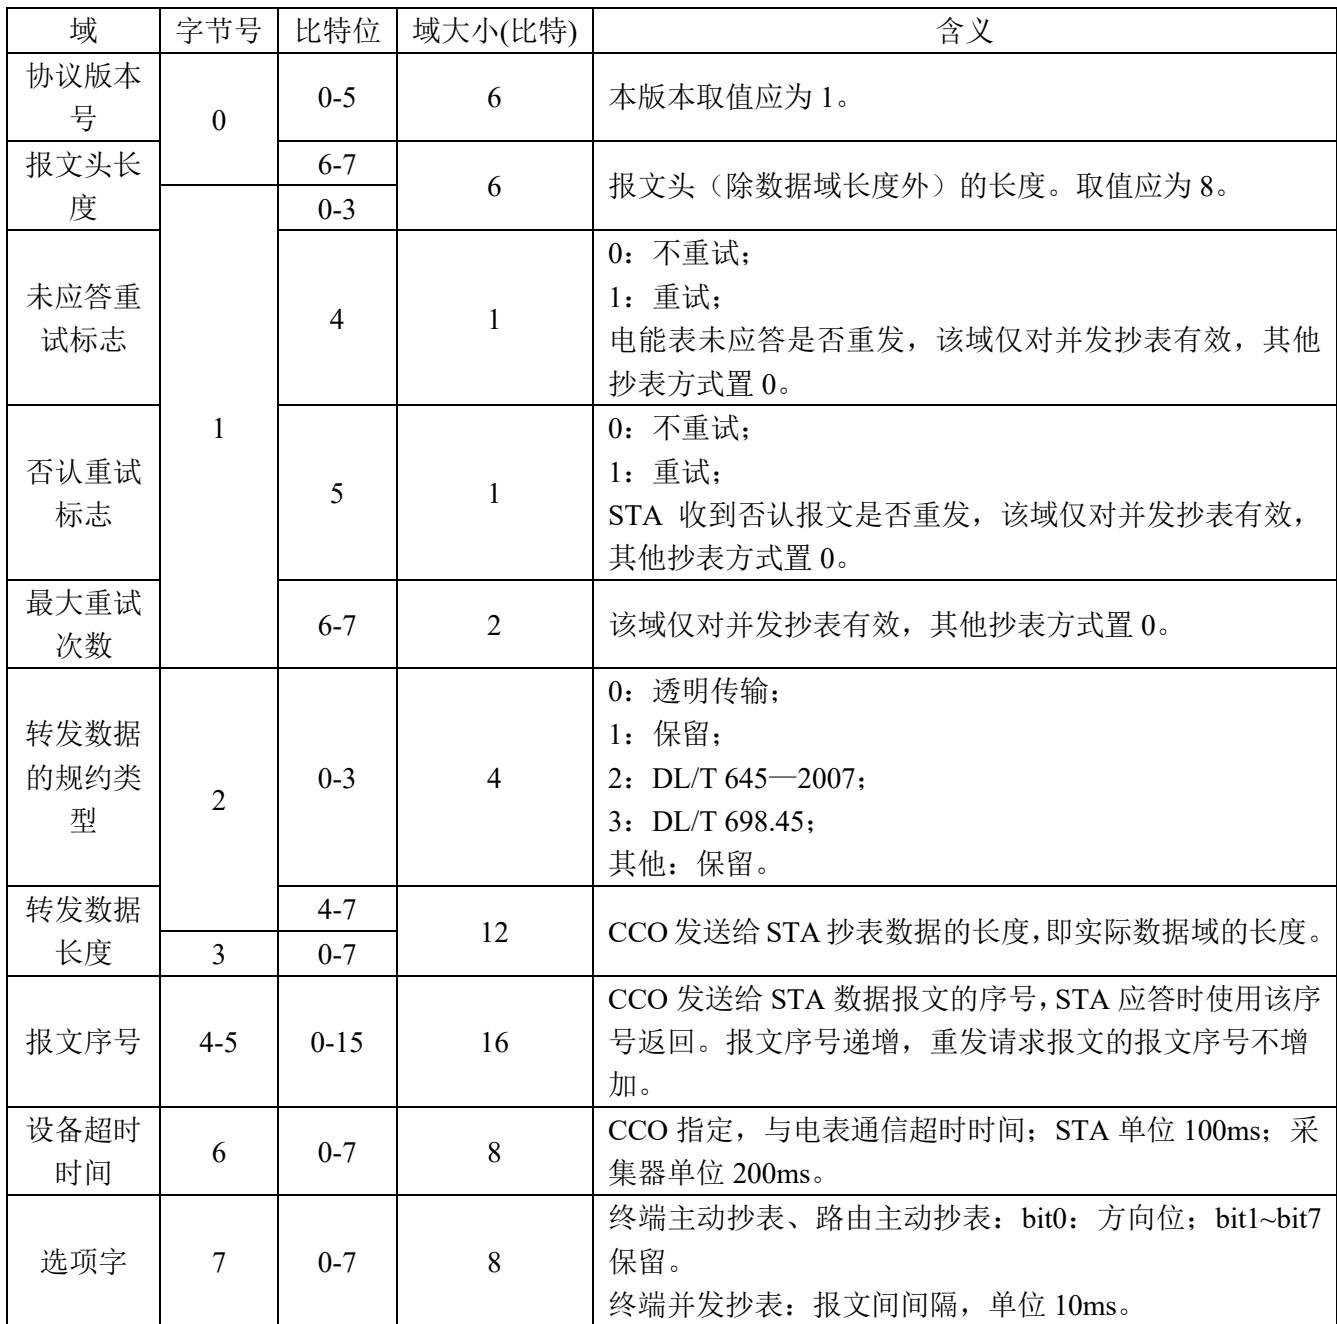 域 字节号 比特位 域大小(比特) 含义
协议版本
号
0
0-5
6
本版本取值应为 1。
报文头长
度
6-7
0-3
6
报文头（除数据域长度外）的长度。取值应为 8。
未应答重
试标志
1
4
1
0：不重试；
1：重试；
电能表未应答是否重发，该域仅对并发抄表有效，其他
抄表方式置 0。
否认重试
标志
5
1
0：不重试；
1：重试；
STA 收到否认报文是否重发，该域仅对并发抄表有效，
其他抄表方式置 0。
最大重试
次数
6-7
2
该域仅对并发抄表有效，其他抄表方式置 0。
转发数据
的规约类
型
2
0-3
4
0：透明传输；
1：保留；
2：DL/T 645—2007；
3：DL/T 698.45；
其他：保留。
转发数据
长度
4-7
3
0-7
12
CCO 发送给 STA 抄表数据的长度，即实际数据域的长度。
报文序号
4-5
0-15
16
CCO 发送给 STA 数据报文的序号，STA 应答时使用该序
号返回。报文序号递增，重发请求报文的报文序号不增
加。
设备超时
时间
6
0-7
8
CCO 指定，与电表通信超时时间；STA 单位 100ms；采
集器单位 200ms。
选项字
7
0-7
8
终端主动抄表、路由主动抄表：bit0：方向位；bit1~bit7
保留。
终端并发抄表：报文间间隔，单位 10ms。